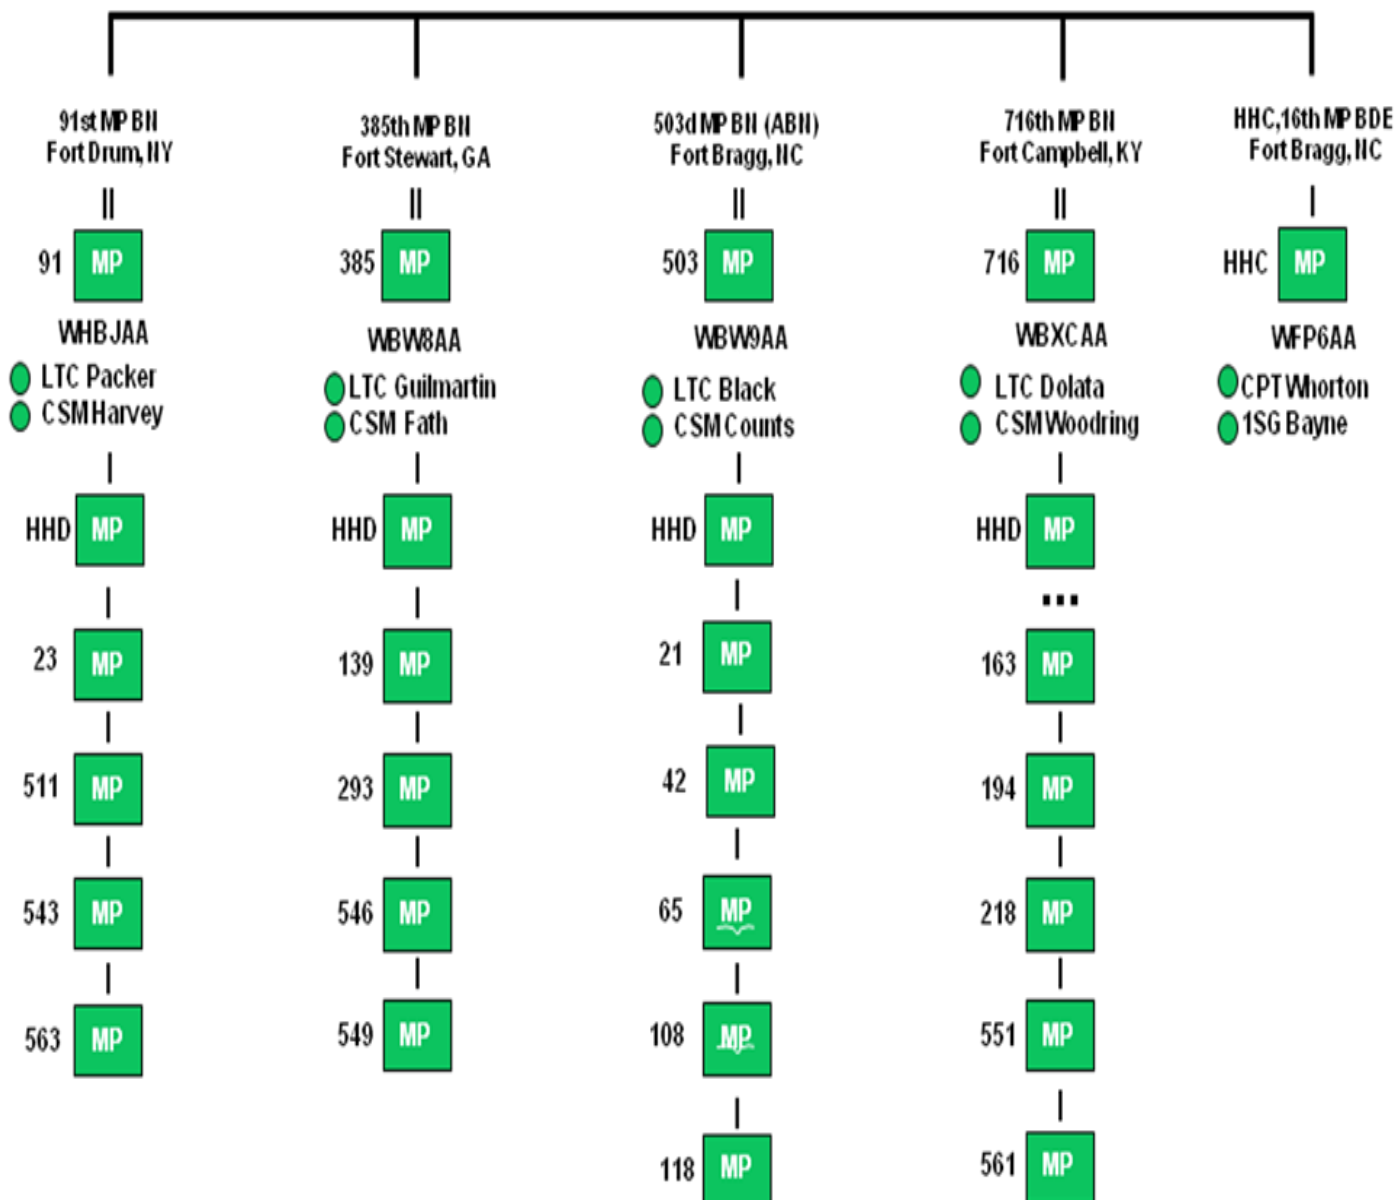 91st MP BN
Fort Drum, NY
91 MP
WHBJAA
LTC Packer
CSM Harvey
HHD MP
23 MP
511 MP
543 MP
563 MP
385th MP BN
Fort Stewart, GA
385 MP
WBW8AA
LTC Guilmartin
CSM Fath
HHD MP
139 MP
293 MP
546 MP
549 MP
503d MP BN (ABN)
Fort Bragg, NC
503 MP
WBW9AA
LTC Black
CSM Counts
HHD MP
21 MP
42 MP
65 MP
108 MP
118 MP
716th MP BN
Fort Campbell, KY
716 MP
WBXCAA
LTC Dolata
CSM Woodring
HHD MP
163 MP
194 MP
218 MP
551 MP
561 MP
HHC, 16th MP BDE
Fort Bragg, NC
HHC MP
WFP6AA
CPT Whorton
1SG Bayne